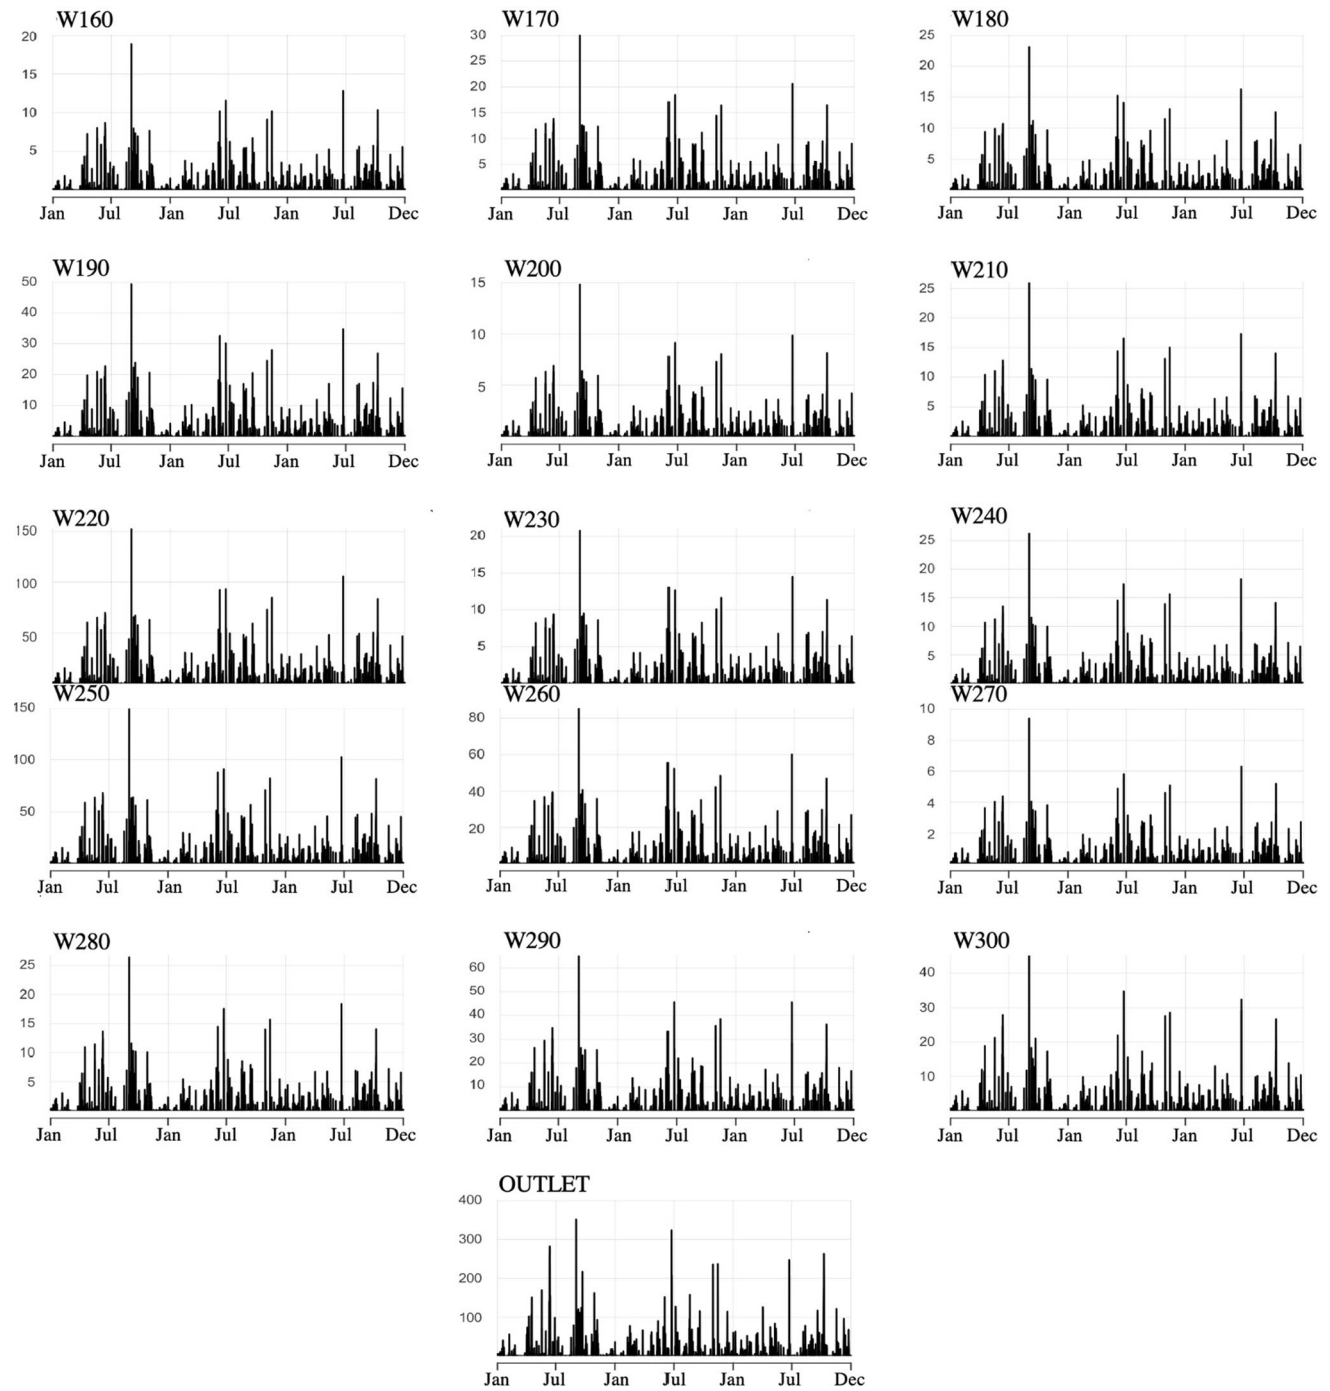 W160
20
15
10
5
Jan Jul Jan Jul Jan Jul Dec
W170
30
25
20
15
10
5
Jan Jul Jan Jul Jan Jul Dec
W180
25
20
15
10
5
Jan Jul Jan Jul Jan Jul Dec
W190
50
40
30
20
10
Jan Jul Jan Jul Jan Jul Dec
W200
15
10
5
Jan Jul Jan Jul Jan Jul Dec
W210
25
20
15
10
5
Jan Jul Jan Jul Jan Jul Dec
W220
150
100
50
W230
20
15
10
5
W240
25
20
15
10
5
W250
150
100
50
Jan Jul Jan Jul Jan Jul Dec
W260
80
60
40
20
Jan Jul Jan Jul Jan Jul Dec
W270
10
8
6
4
2
Jan Jul Jan Jul Jan Jul Dec
W280
25
20
15
10
5
Jan Jul Jan Jul Jan Jul Dec
W290
60
50
40
30
20
10
Jan Jul Jan Jul Jan Jul Dec
W300
40
30
20
10
Jan Jul Jan Jul Jan Jul Dec
OUTLET
400
300
200
100
Jan Jul Jan Jul Jan Jul Dec